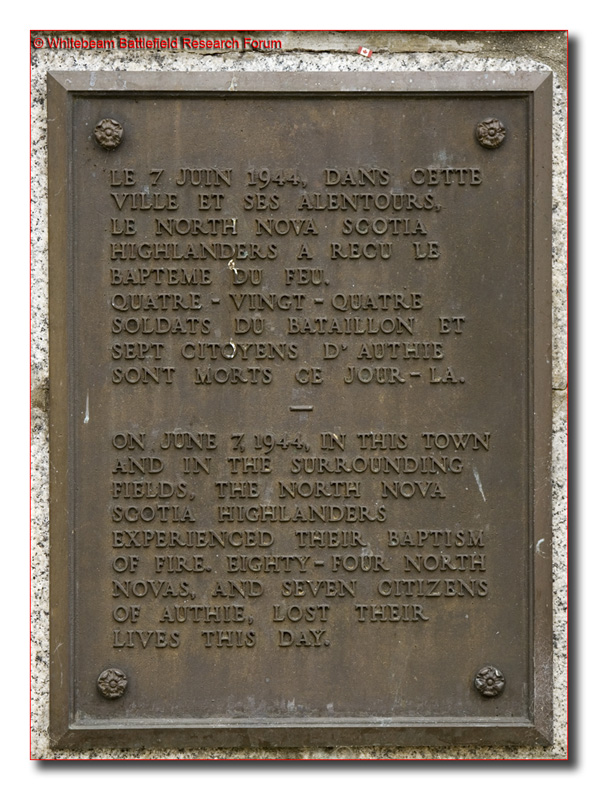 © Whitebeam Battlefield Research Forum
LE 7 JUIN 1944, DANS CETTE
VILLE ET SES ALENTOURS,
LE NORTH NOVA SCOTIA
HIGHLANDERS A RECU LE
BAPTEME DU FEU.
QUATRE - VINGT - QUATRE
SOLDATS DU BATAILLON ET
SEPT CITOYENS D' AUTHIE
SONT MORTS CE JOUR - LA.
—
ON JUNE 7, 1944, IN THIS TOWN
AND IN THE SURROUNDING
FIELDS, THE NORTH NOVA
SCOTIA HIGHLANDERS
EXPERIENCED THEIR BAPTISM
OF FIRE. EIGHTY - FOUR NORTH
NOVAS, AND SEVEN CITIZENS
OF AUTHIE, LOST THEIR
LIVES THIS DAY.